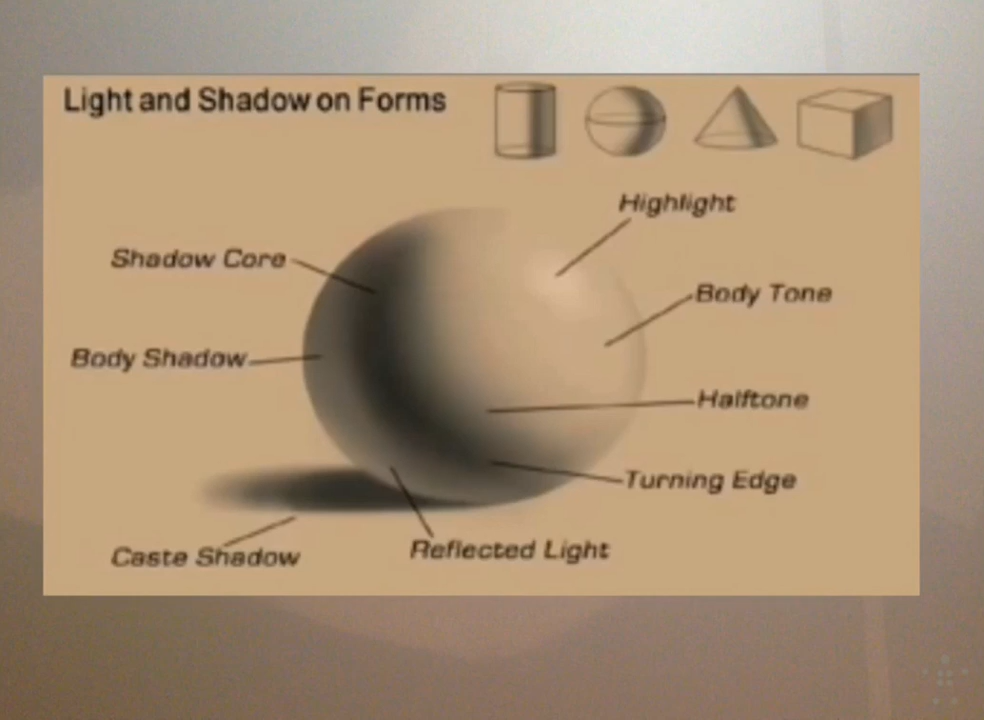 Light and Shadow on Forms
Highlight
Shadow Core
Body Tone
Body Shadow
Halftone
Turning Edge
Reflected Light
Caste Shadow